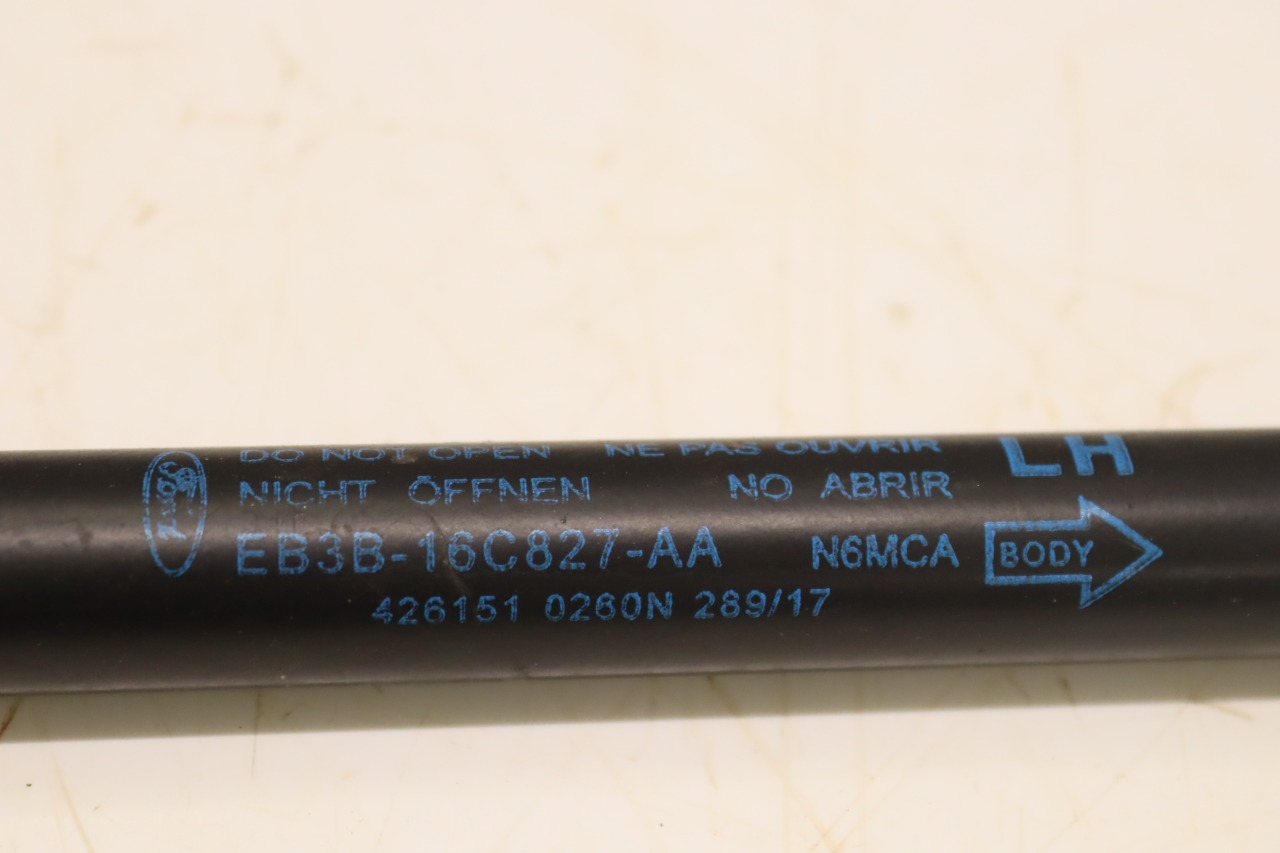 DO NOT OPEN NE PAS OUVRIR LH
NICHT ÖFFNEN NO ABRIR
EB3B-16C827-AA N6MCA BODY
426151 0260N 289/17